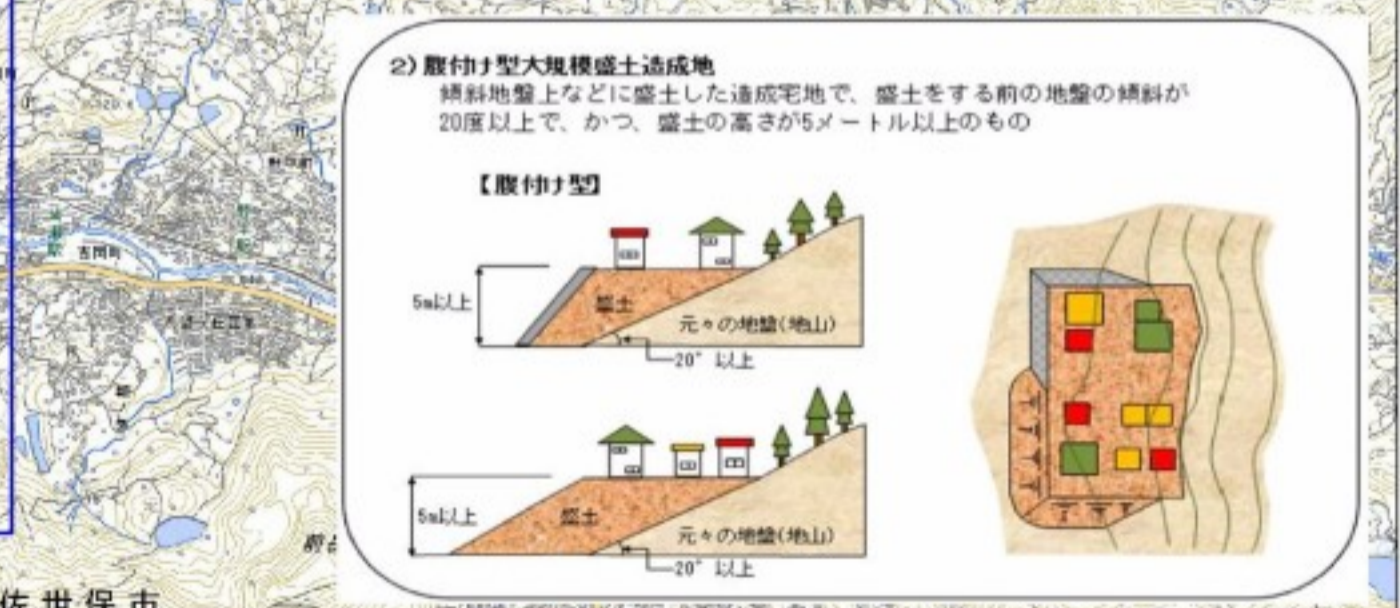 2) 腹付け型大規模盛土造成地
傾斜地盤上などに盛土した造成宅地で、盛土をする前の地盤の傾斜が
20度以上で、かつ、盛土の高さが5メートル以上のもの
【腹付け型】
5m以上
盛土
元々の地盤(地山)
20° 以上
5m以上
盛土
元々の地盤(地山)
20° 以上
吉岡町
佐世保市